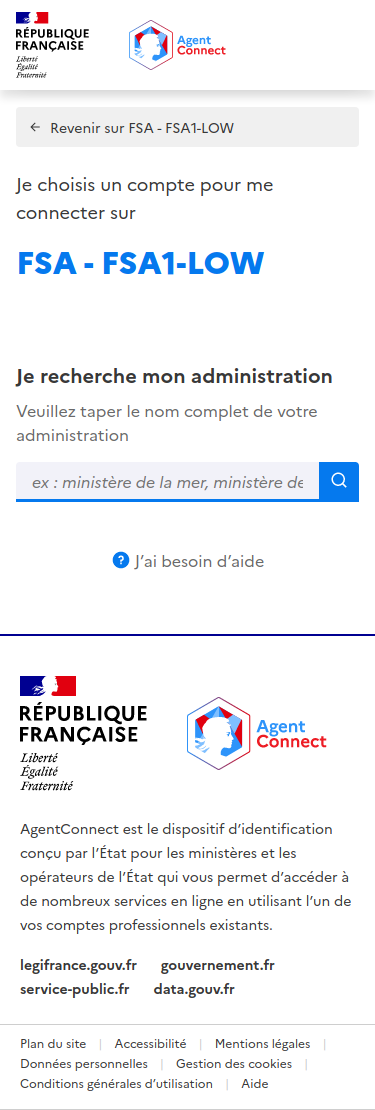 RÉPUBLIQUE
FRANÇAISE
Liberté
Égalité
Fraternité
Agent
Connect
← Revenir sur FSA - FSA1-LOW
Je choisis un compte pour me
connecter sur
FSA - FSA1-LOW
Je recherche mon administration
Veuillez taper le nom complet de votre
administration
ex : ministère de la mer, ministère de
? J’ai besoin d’aide
RÉPUBLIQUE
FRANÇAISE
Liberté
Égalité
Fraternité
Agent
Connect
AgentConnect est le dispositif d’identification
conçu par l’État pour les ministères et les
opérateurs de l’État qui vous permet d’accéder à
de nombreux services en ligne en utilisant l’un de
vos comptes professionnels existants.
legifrance.gouv.fr gouvernement.fr
service-public.fr data.gouv.fr
Plan du site | Accessibilité | Mentions légales |
Données personnelles | Gestion des cookies |
Conditions générales d’utilisation | Aide